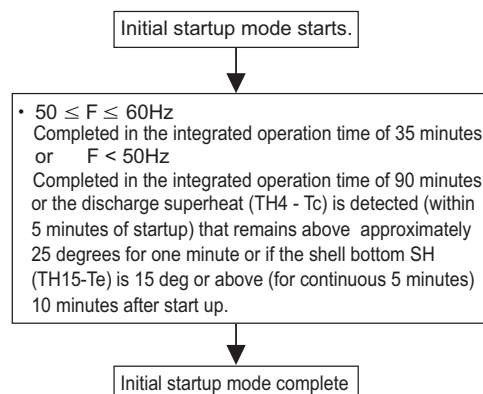 Initial startup mode starts.
• 50 ≤ F ≤ 60Hz
Completed in the integrated operation time of 35 minutes
or F < 50Hz
Completed in the integrated operation time of 90 minutes
or the discharge superheat (TH4 - Tc) is detected (within
5 minutes of startup) that remains above approximately
25 degrees for one minute or if the shell bottom SH
(TH15-Te) is 15 deg or above (for continuous 5 minutes)
10 minutes after start up.
Initial startup mode complete